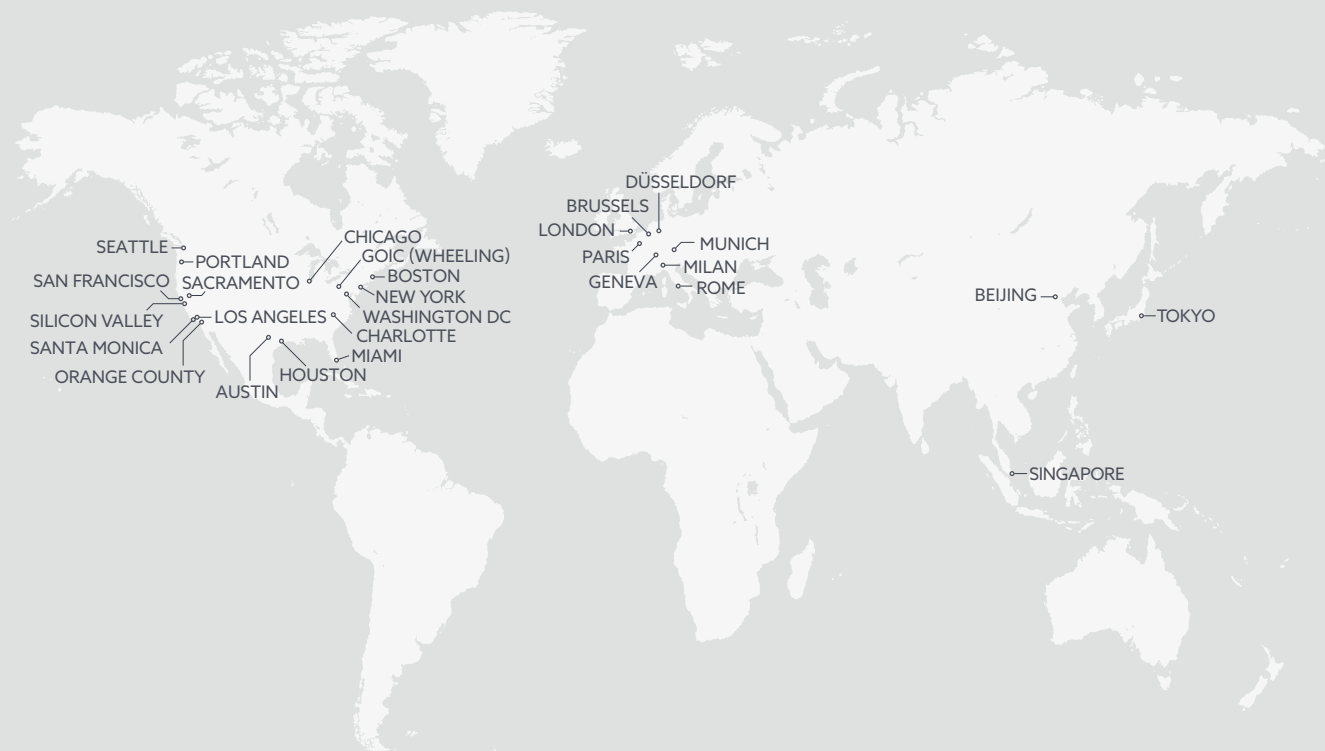 DÜSSELDORF
BRUSSELS
LONDON
CHICAGO
SEATTLE
MUNICH
GOIC (WHEELING)
PARIS
PORTLAND
MILAN
BOSTON
SAN FRANCISCO
SACRAMENTO
GENEVA
ROME
BEIJING
NEW YORK
TOKYO
LOS ANGELES
WASHINGTON DC
SILICON VALLEY
CHARLOTTE
SANTA MONICA
MIAMI
HOUSTON
ORANGE COUNTY
AUSTIN
SINGAPORE